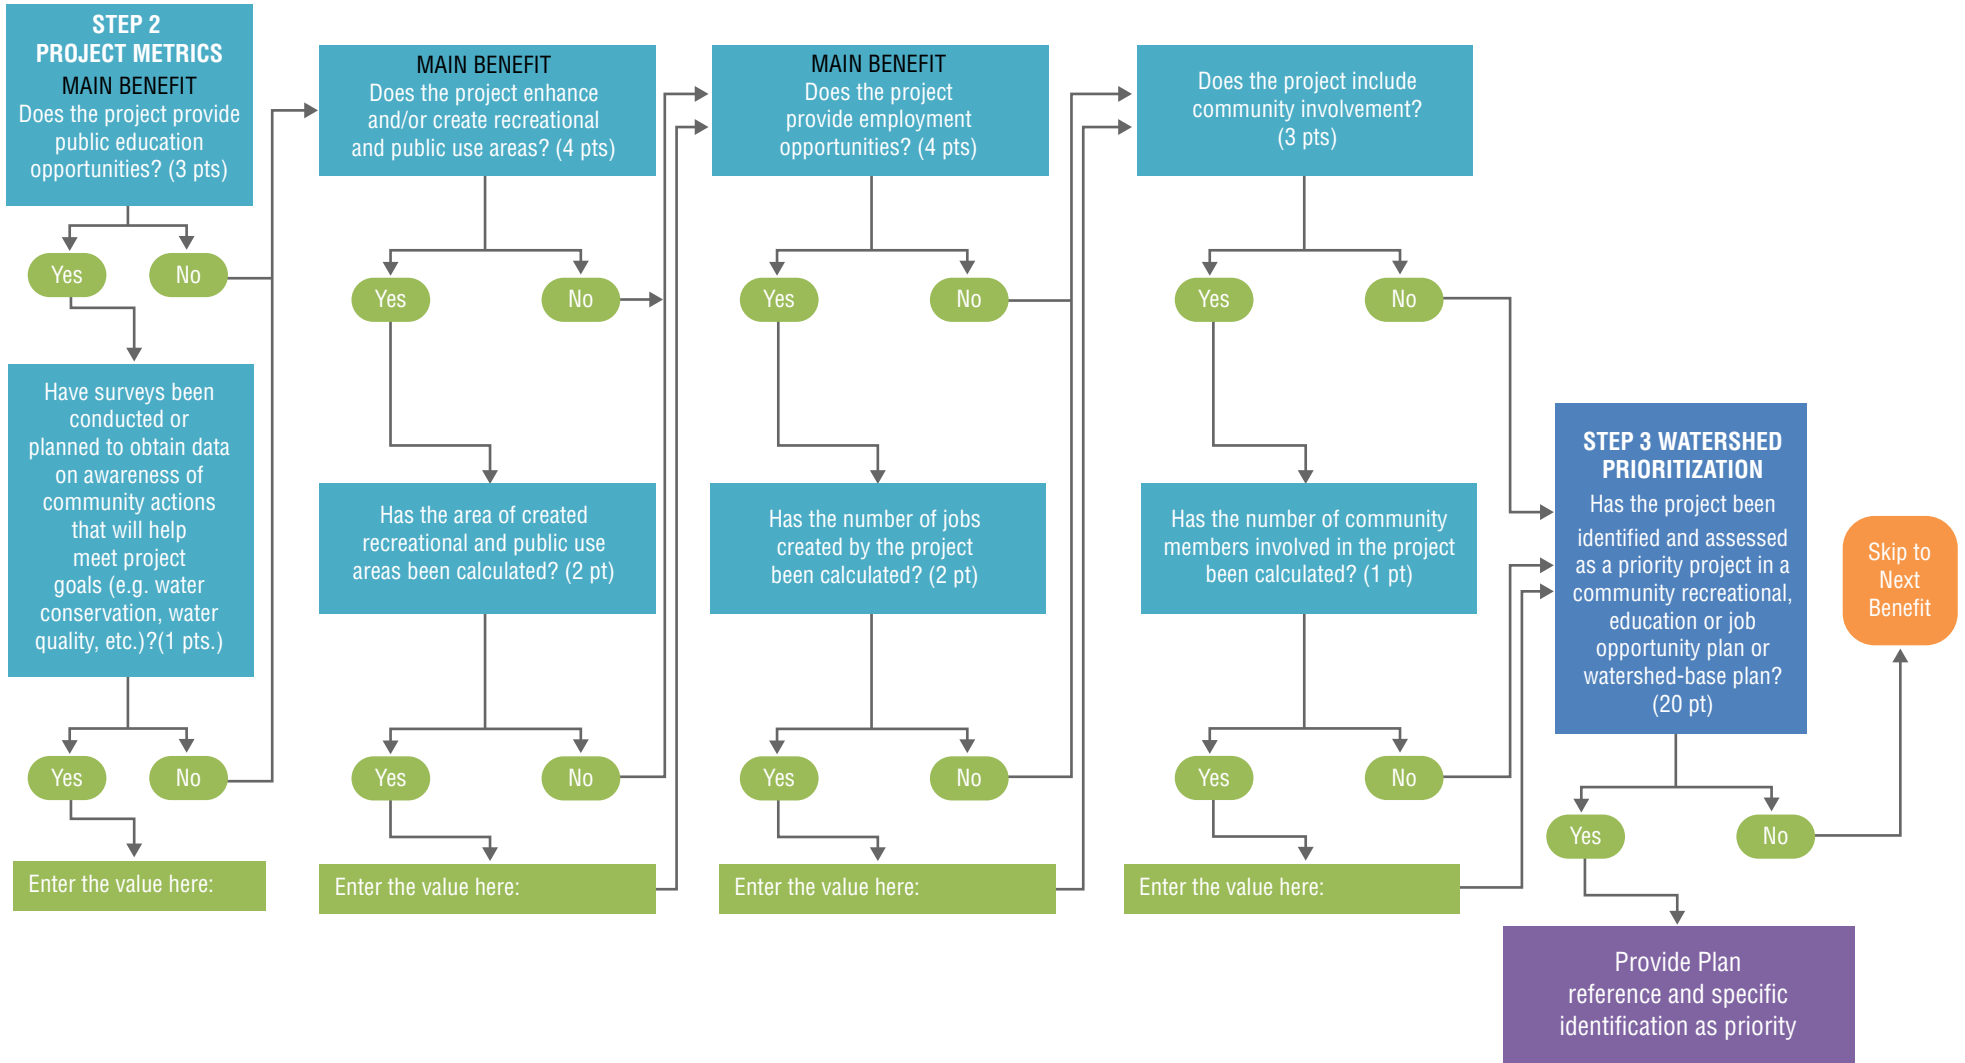 STEP 2
PROJECT METRICS
MAIN BENEFIT
Does the project provide
public education
opportunities? (3 pts)
Yes
No
Have surveys been
conducted or
planned to obtain data
on awareness of
community actions
that will help
meet project
goals (e.g. water
conservation, water
quality, etc.)?(1 pts.)
Yes
No
Enter the value here:
MAIN BENEFIT
Does the project enhance
and/or create recreational
and public use areas? (4 pts)
Yes
No
Has the area of created
recreational and public use
areas been calculated? (2 pt)
Yes
No
Enter the value here:
MAIN BENEFIT
Does the project
provide employment
opportunities? (4 pts)
Yes
No
Has the number of jobs
created by the project
been calculated? (2 pt)
Yes
No
Enter the value here:
Does the project include
community involvement?
(3 pts)
Yes
No
Has the number of community
members involved in the project
been calculated? (1 pt)
Yes
No
Enter the value here:
STEP 3 WATERSHED
PRIORITIZATION
Has the project been
identified and assessed
as a priority project in a
community recreational,
education or job
opportunity plan or
watershed-base plan?
(20 pt)
Yes
No
Provide Plan
reference and specific
identification as priority
Skip to
Next
Benefit